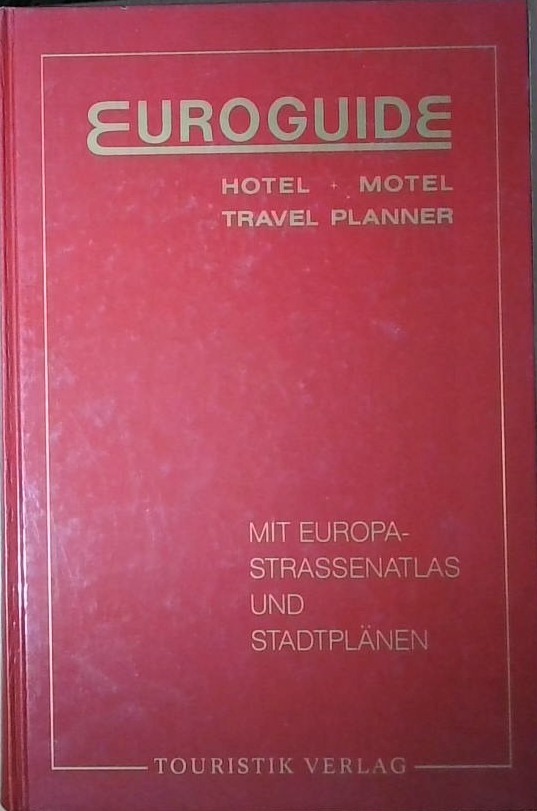 EUROGUIDE
HOTEL + MOTEL
TRAVEL PLANNER
MIT EUROPA-
STRASSENATLAS
UND
STADTPLÄNEN
TOURISTIK VERLAG